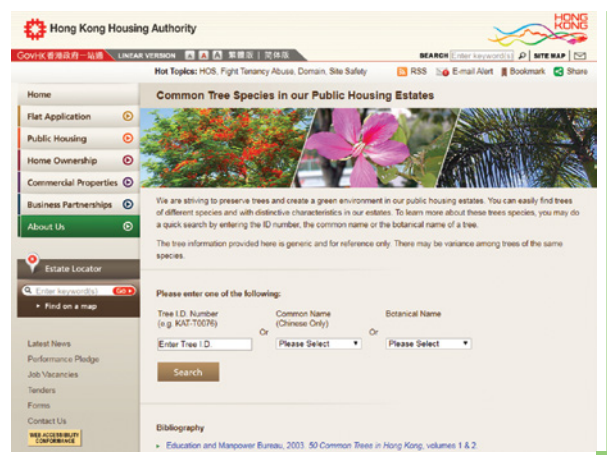 HONG
KONG
Hong Kong Housing Authority
GovHK 香港政府一站通 LINEAR VERSION A A A 繁體版 | 简体版 SEARCH Enter keyword(s) SITE MAP
Hot Topics: HOS, Fight Tenancy Abuse, Domain, Site Safety RSS E-mail Alert Bookmark Share
Home
Flat Application
Public Housing
Home Ownership
Commercial Properties
Business Partnerships
About Us
Estate Locator
Enter keyword(s) Go
Find on a map
Latest News
Performance Pledge
Job Vacancies
Tenders
Forms
Contact Us
WEB ACCESSIBILITY
CONFORMANCE
Common Tree Species in our Public Housing Estates
We are striving to preserve trees and create a green environment in our public housing estates. You can easily find trees
of different species and with distinctive characteristics in our estates. To learn more about these trees species, you may do
a quick search by entering the ID number, the common name or the botanical name of a tree.
The tree information provided here is generic and for reference only. There may be variance among trees of the same
species.
Please enter one of the following:
Tree I.D. Number Common Name Botanical Name
(e.g. KAT-T0076) (Chinese Only)
Or Or
Enter Tree I.D. Please Select Please Select
Search
Bibliography
Education and Manpower Bureau, 2003. 50 Common Trees in Hong Kong, volumes 1 & 2.